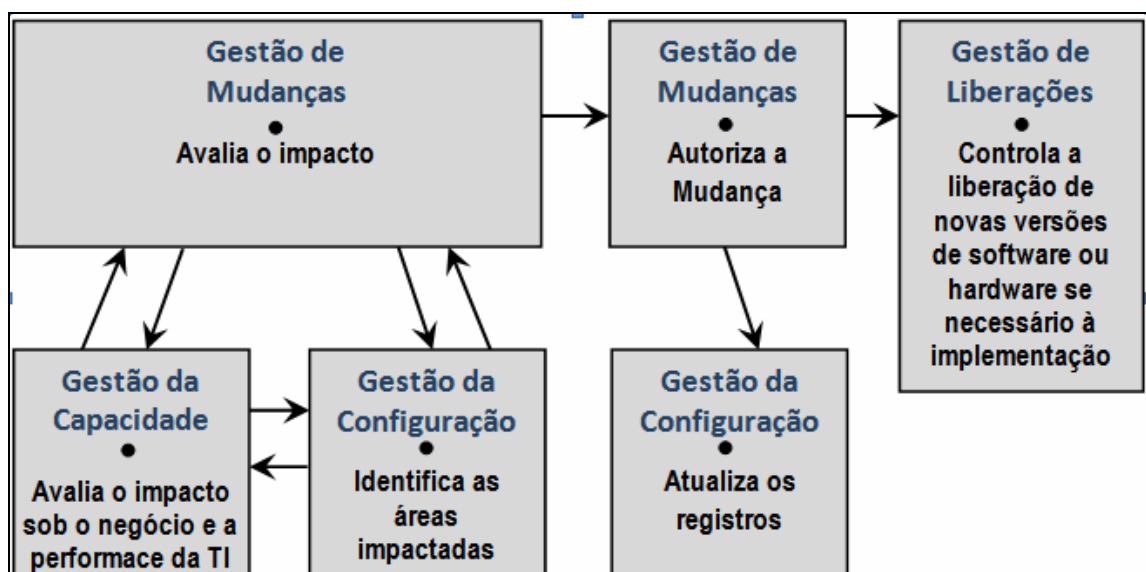 Gestão de
Mudanças
Avalia o impacto
Gestão de
Mudanças
Autoriza a
Mudança
Gestão de
Liberações
Controla a
liberação de
novas versões
de software ou
hardware se
necessário à
implementação
Gestão da
Capacidade
Avalia o impacto
sob o negócio e a
performace da TI
Gestão da
Configuração
Identifica as
áreas
impactadas
Gestão da
Configuração
Atualiza os
registros